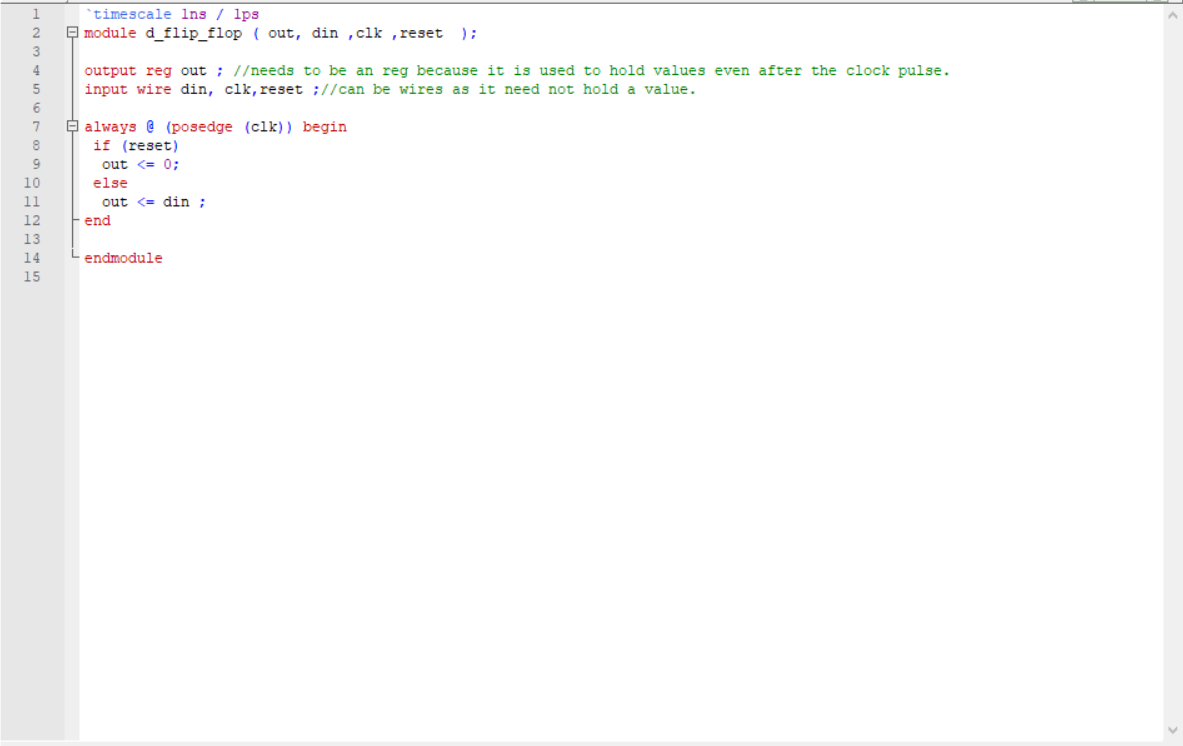 1 `timescale 1ns / 1ps
2 module d_flip_flop ( out, din ,clk ,reset  );
3
4 output reg out ; //needs to be an reg because it is used to hold values even after the clock pulse.
5 input wire din, clk,reset ;//can be wires as it need not hold a value.
6
7 always @ (posedge (clk)) begin
8  if (reset)
9   out <= 0;
10  else
11   out <= din ;
12 end
13
14 endmodule
15